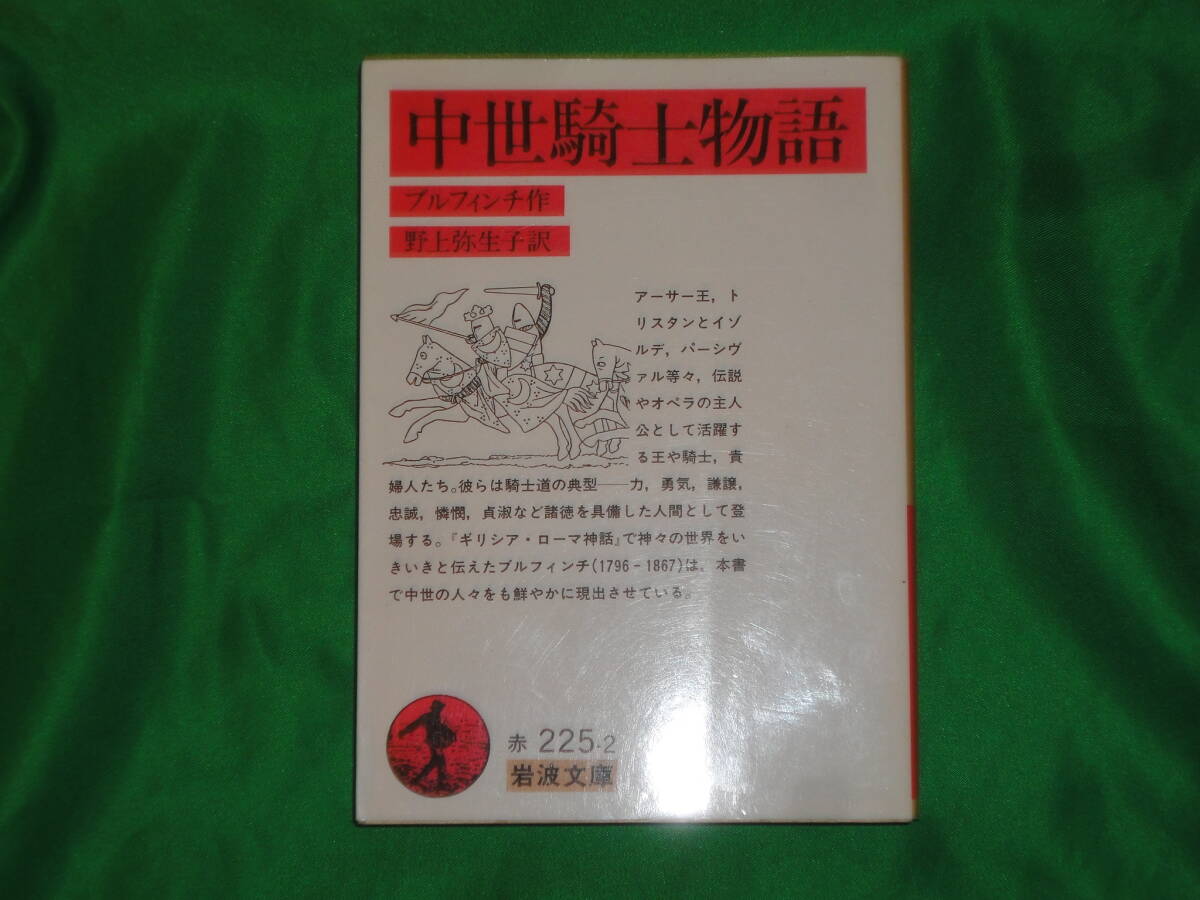 中世騎士物語
ブルフィンチ作
野上弥生子訳
アーサー王，ト
リスタンとイゾ
ルデ，パーシヴ
ァル等々，伝説
やオペラの主人
公として活躍す
る王や騎士，貴
婦人たち。彼らは騎士道の典型――力，勇気，謙譲，
忠誠，憐憫，貞淑など諸徳を具備した人間として登
場する。『ギリシア・ローマ神話』で神々の世界をい
きいきと伝えたブルフィンチ(1796－1867)は，本書
で中世の人々をも鮮やかに現出させている。
赤 225-2
岩波文庫